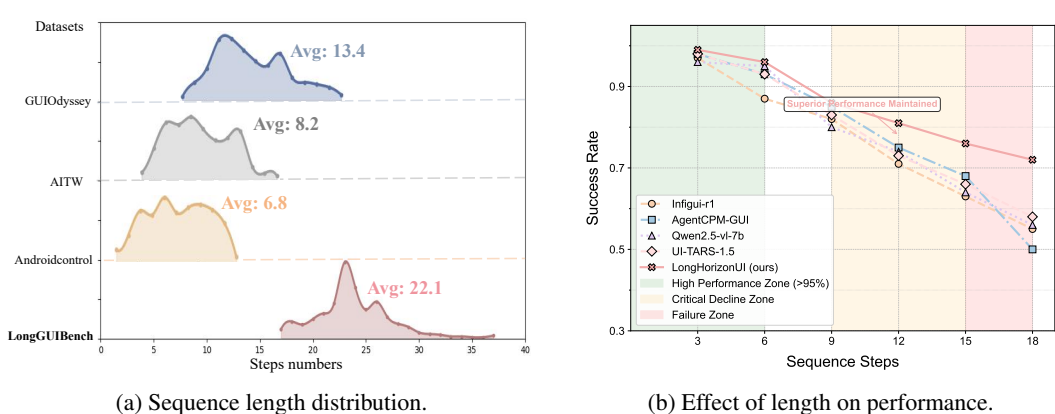 Datasets
GUIOdyssey
AITW
Androidcontrol
LongGUIBench
Avg: 13.4
Avg: 8.2
Avg: 6.8
Avg: 22.1
0 5 10 15 20 25 30 35 40
Steps numbers
(a) Sequence length distribution.
Success Rate
0.9
0.7
0.5
0.3
Superior Performance Maintained
Infigui-r1
AgentCPM-GUI
Qwen2.5-vl-7b
UI-TARS-1.5
LongHorizonUI (ours)
High Performance Zone (>95%)
Critical Decline Zone
Failure Zone
3 6 9 12 15 18
Sequence Steps
(b) Effect of length on performance.